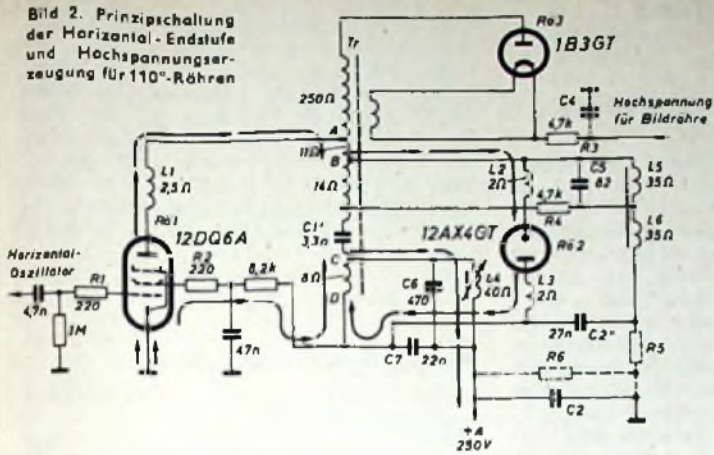 Bild 2. Prinzipschaltung
der Horizontal-Endstufe
und Hochspannungser-
zeugung für 110°-Röhren
Rö3
1B3GT
Tr
250Ω
C4
Hochspannung
für Bildröhre
4,7k
R3
A
11Ω
B
L1
2,5Ω
14Ω
L2
2Ω
C5
82
L5
35Ω
4,7k
R4
L6
35Ω
Rö1
12DQ6A
C1'
3,3n
12AX4GT
Rö2
Horizontal-
Oszillator
R1
220
R2
220
8,2k
C
8Ω
D
C6
470
L4
40Ω
L3
2Ω
4,7n
1M
47n
C7
22n
27n
C2"
R5
R6
C2
+A
250V